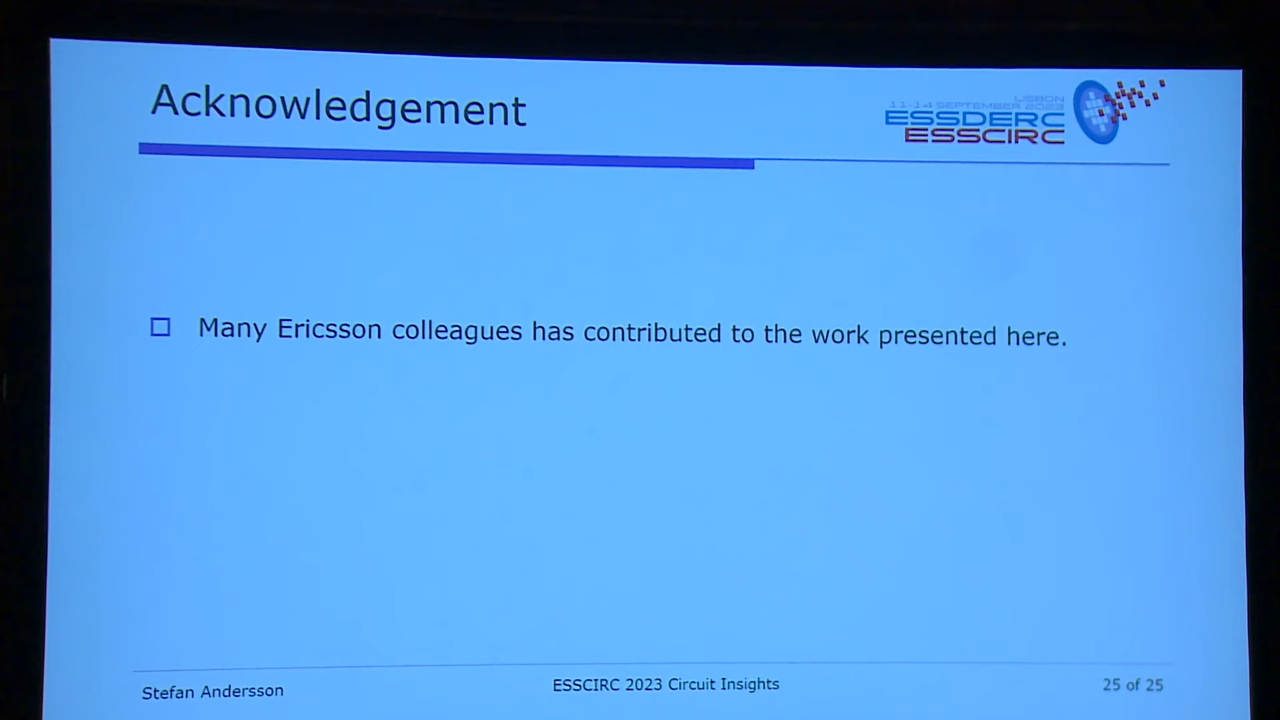 Acknowledgement
LISBON
11-14 SEPTEMBER 2023
ESSDERC
ESSCIRC
Many Ericsson colleagues has contributed to the work presented here.
Stefan Andersson
ESSCIRC 2023 Circuit Insights
25 of 25